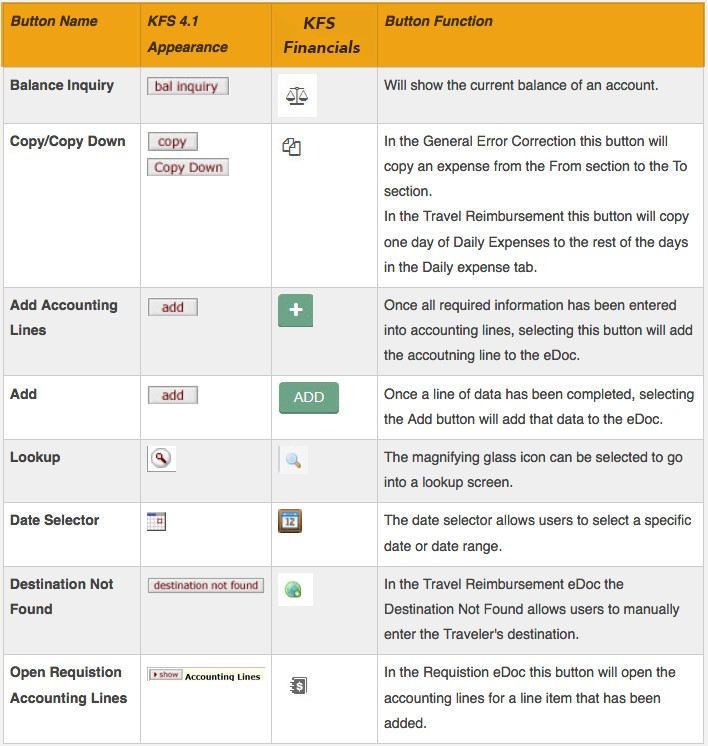 Button Name
KFS 4.1
Appearance
KFS
Financials
Button Function
Balance Inquiry
bal inquiry
Will show the current balance of an account.
Copy/Copy Down
copy
Copy Down
In the General Error Correction this button will
copy an expense from the From section to the To
section.
In the Travel Reimbursement this button will copy
one day of Daily Expenses to the rest of the days
in the Daily expense tab.
Add Accounting
Lines
add
Once all required information has been entered
into accounting lines, selecting this button will add
the accoutning line to the eDoc.
Add
add
ADD
Once a line of data has been completed, selecting
the Add button will add that data to the eDoc.
Lookup
The magnifying glass icon can be selected to go
into a lookup screen.
Date Selector
12
The date selector allows users to select a specific
date or date range.
Destination Not
Found
destination not found
In the Travel Reimbursement eDoc the
Destination Not Found allows users to manually
enter the Traveler's destination.
Open Requistion
Accounting Lines
show Accounting Lines
$
In the Requistion eDoc this button will open the
accounting lines for a line item that has been
added.